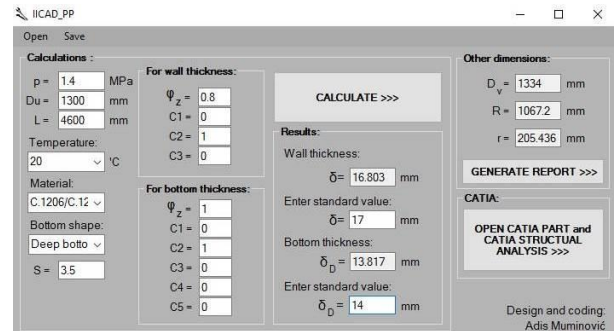 IICAD_PP
Open Save
Calculations :
p = 1.4 MPa
Du = 1300 mm
L = 4600 mm
Temperature:
20 'C
Material:
C.1206/C.12
Bottom shape:
Deep botto
S = 3.5
For wall thickness:
φz = 0.8
C1 = 0
C2 = 1
C3 = 0
For bottom thickness:
φz = 1
C1 = 0
C2 = 1
C3 = 0
C4 = 0
C5 = 0
CALCULATE >>>
Results:
Wall thickness:
δ= 16.803 mm
Enter standard value:
δ= 17 mm
Bottom thickness:
δD = 13.817 mm
Enter standard value:
δD = 14 mm
Other dimensions:
Dv = 1334 mm
R = 1067.2 mm
r = 205.436 mm
GENERATE REPORT >>>
CATIA:
OPEN CATIA PART and
CATIA STRUCTUAL
ANALYSIS >>>
Design and coding:
Adis Muminović